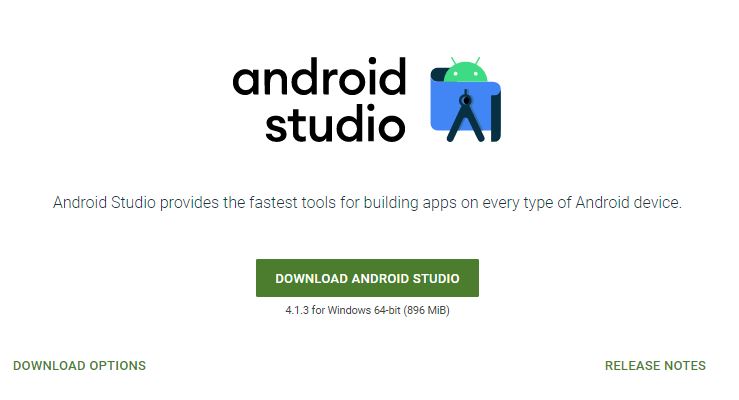 android
studio
Android Studio provides the fastest tools for building apps on every type of Android device.
DOWNLOAD ANDROID STUDIO
4.1.3 for Windows 64-bit (896 MiB)
DOWNLOAD OPTIONS
RELEASE NOTES